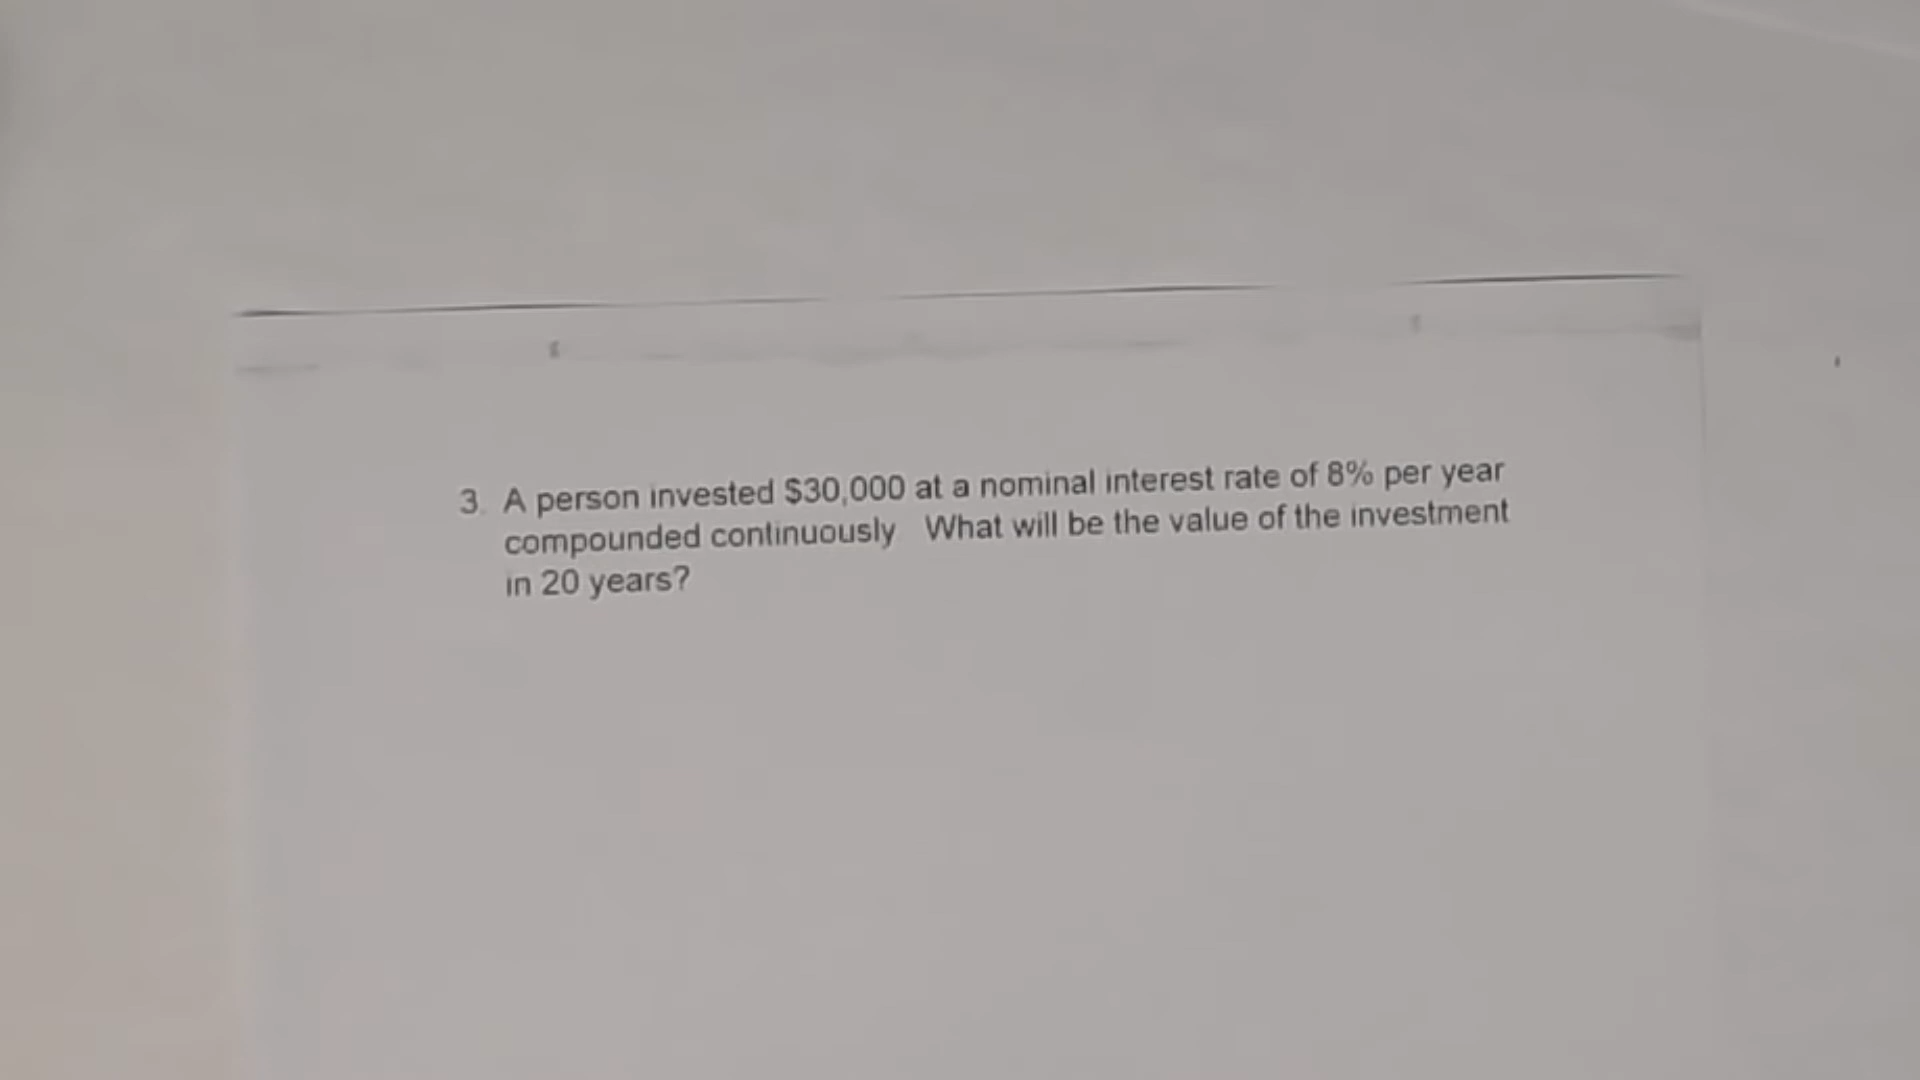 3. A person invested $30,000 at a nominal interest rate of 8% per year
compounded continuously What will be the value of the investment
in 20 years?